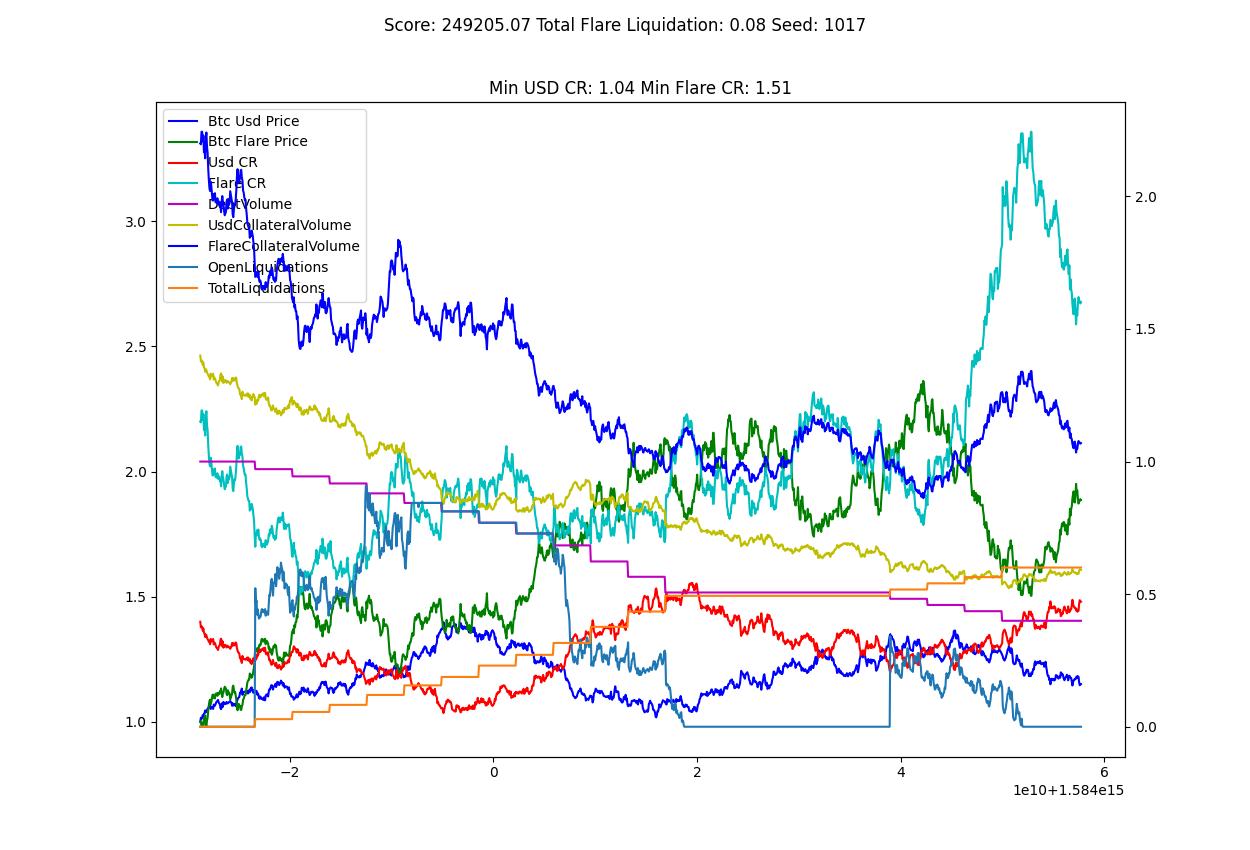 Score: 249205.07 Total Flare Liquidation: 0.08 Seed: 1017
Min USD CR: 1.04 Min Flare CR: 1.51
Btc Usd Price
Btc Flare Price
Usd CR
Flare CR
DebtVolume
UsdCollateralVolume
FlareCollateralVolume
OpenLiquidations
TotalLiquidations
3.0
2.5
2.0
1.5
1.0
2.0
1.5
1.0
0.5
0.0
−2
0
2
4
6
1e10+1.584e15